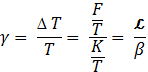 γ = ΔT/T = (F/T)/(K/T) = ℒ/β